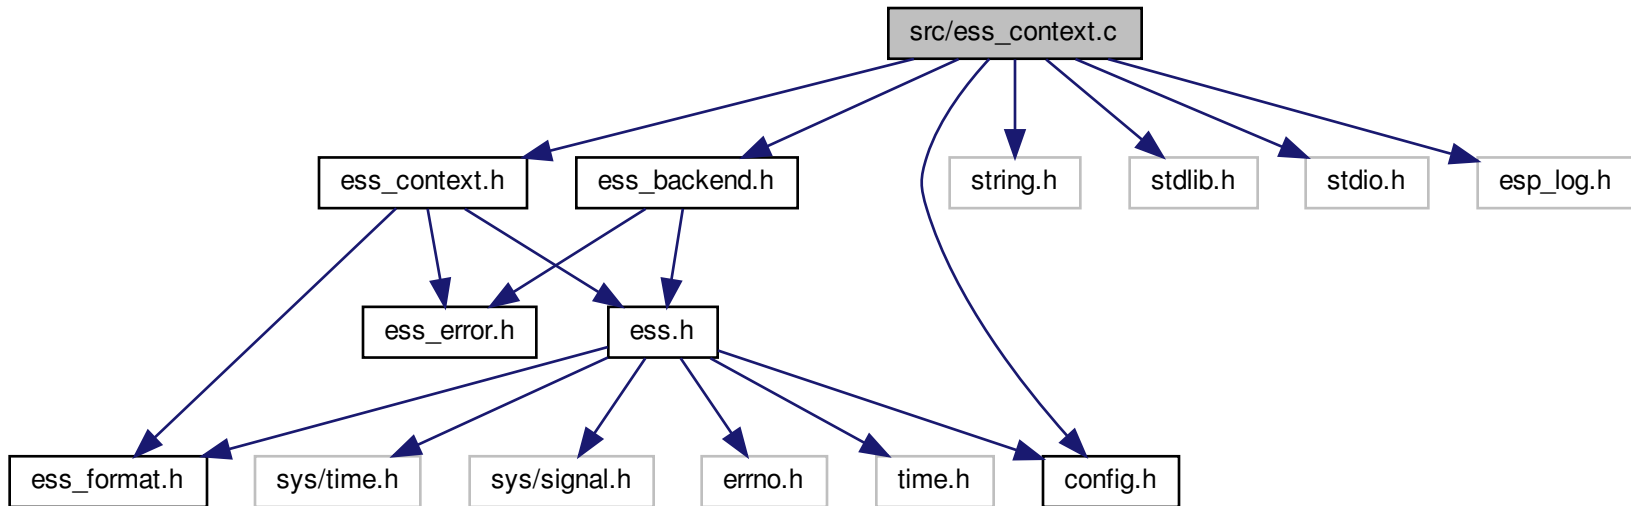 src/ess_context.c
ess_context.h
ess_backend.h
string.h
stdlib.h
stdio.h
esp_log.h
ess_error.h
ess.h
ess_format.h
sys/time.h
sys/signal.h
errno.h
time.h
config.h